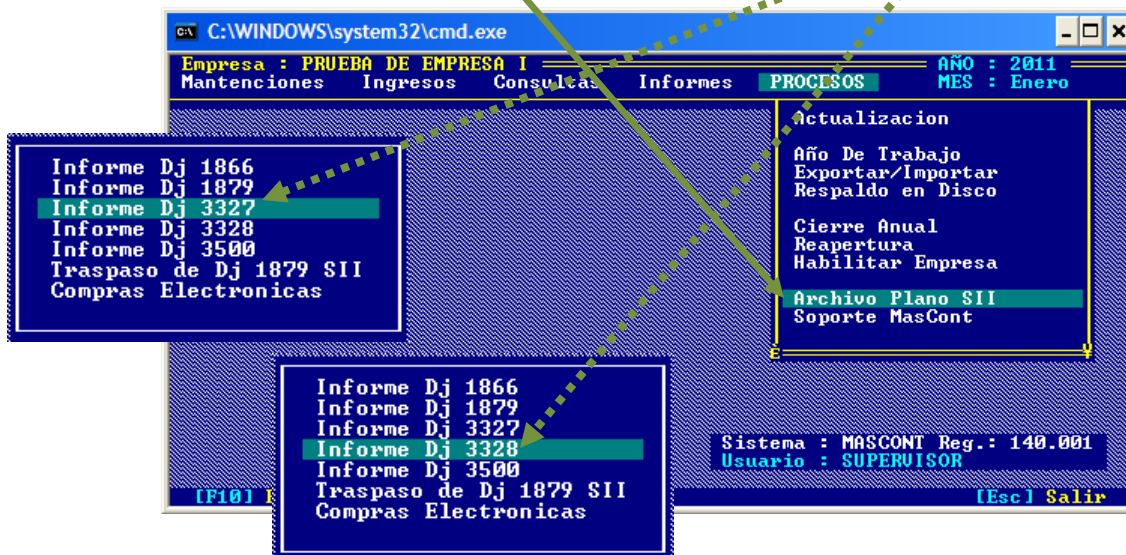 C:\WINDOWS\system32\cmd.exe
Empresa : PRUEBA DE EMPRESA I AÑO : 2011
Mantenciones Ingresos Consultas Informes PROCESOS MES : Enero
Actualizacion
Año De Trabajo
Exportar/Importar
Respaldo en Disco
Cierre Anual
Reapertura
Habilitar Empresa
Archivo Plano SII
Soporte MasCont
Informe Dj 1866
Informe Dj 1879
Informe Dj 3327
Informe Dj 3328
Informe Dj 3500
Traspaso de Dj 1879 SII
Compras Electronicas
Informe Dj 1866
Informe Dj 1879
Informe Dj 3327
Informe Dj 3328
Informe Dj 3500
Traspaso de Dj 1879 SII
Compras Electronicas
Sistema : MASCONT Reg.: 140.001
Usuario : SUPERVISOR
[F10] [Esc] Salir